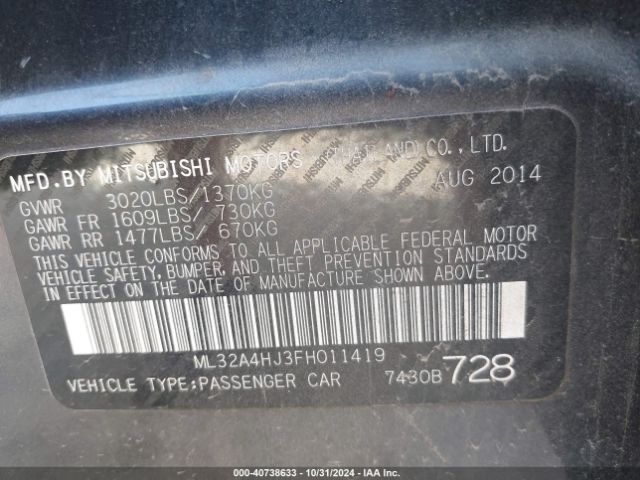 MFD.BY MITSUBISHI MOTORS (THAILAND) CO., LTD.
AUG 2014
GVWR 3020LBS/1370KG
GAWR FR 1609LBS/ 730KG
GAWR RR 1477LBS/ 670KG
THIS VEHICLE CONFORMS TO ALL APPLICABLE FEDERAL MOTOR
VEHICLE SAFETY, BUMPER, AND THEFT PREVENTION STANDARDS
IN EFFECT ON THE DATE OF MANUFACTURE SHOWN ABOVE.
ML32A4HJ3FH011419
VEHICLE TYPE:PASSENGER CAR 7430B 728
000-40738633 - 10/31/2024 - IAA Inc.